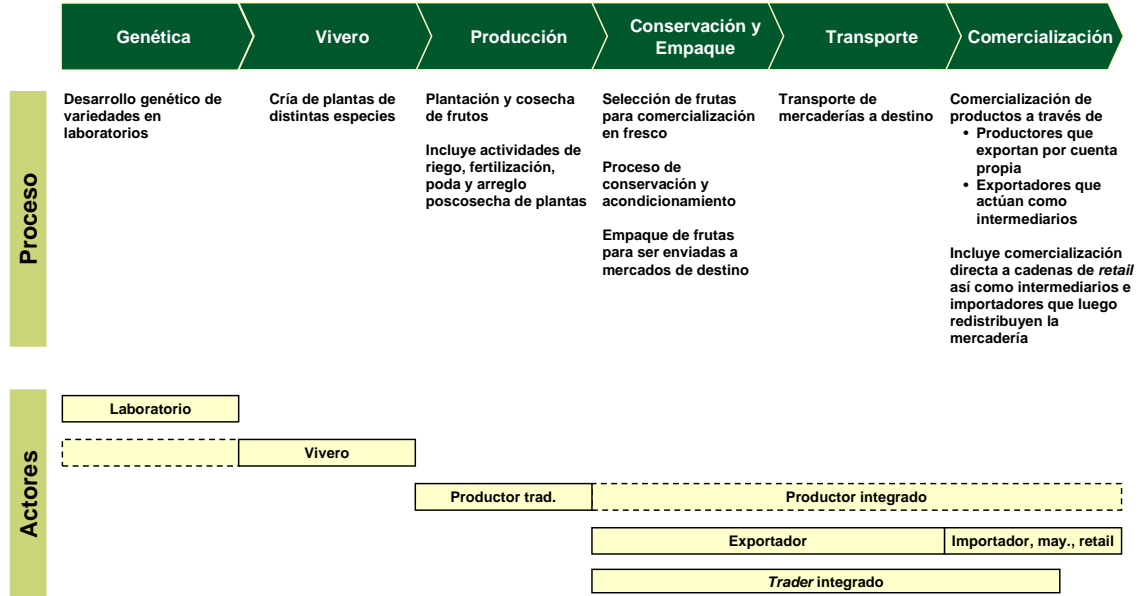 Genética
Vivero
Producción
Conservación y
Empaque
Transporte
Comercialización
Proceso
Desarrollo genético de
variedades en
laboratorios
Cría de plantas de
distintas especies
Plantación y cosecha
de frutos
Incluye actividades de
riego, fertilización,
poda y arreglo
poscosecha de plantas
Selección de frutas
para comercialización
en fresco
Proceso de
conservación y
acondicionamiento
Empaque de frutas
para ser enviadas a
mercados de destino
Transporte de
mercaderías a destino
Comercialización de
productos a través de
• Productores que
exportan por cuenta
propia
• Exportadores que
actúan como
intermediarios
Incluye comercialización
directa a cadenas de retail
así como intermediarios e
importadores que luego
redistribuyen la
mercadería
Actores
Laboratorio
Vivero
Productor trad.
Productor integrado
Exportador
Importador, may., retail
Trader integrado